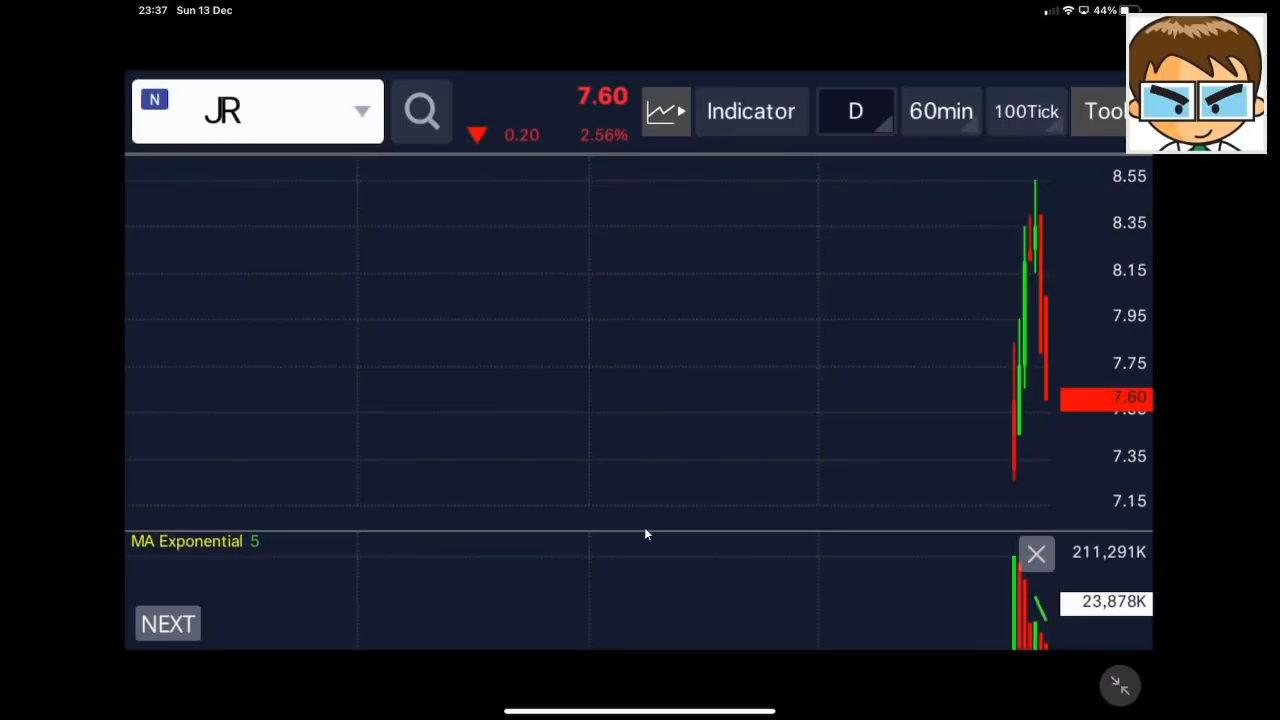 23:37 Sun 13 Dec
44%
N JR
7.60
0.20 2.56%
Indicator D 60min 100Tick
8.55
8.35
8.15
7.95
7.75
7.60
7.35
7.15
MA Exponential 5
211,291K
23,878K
NEXT